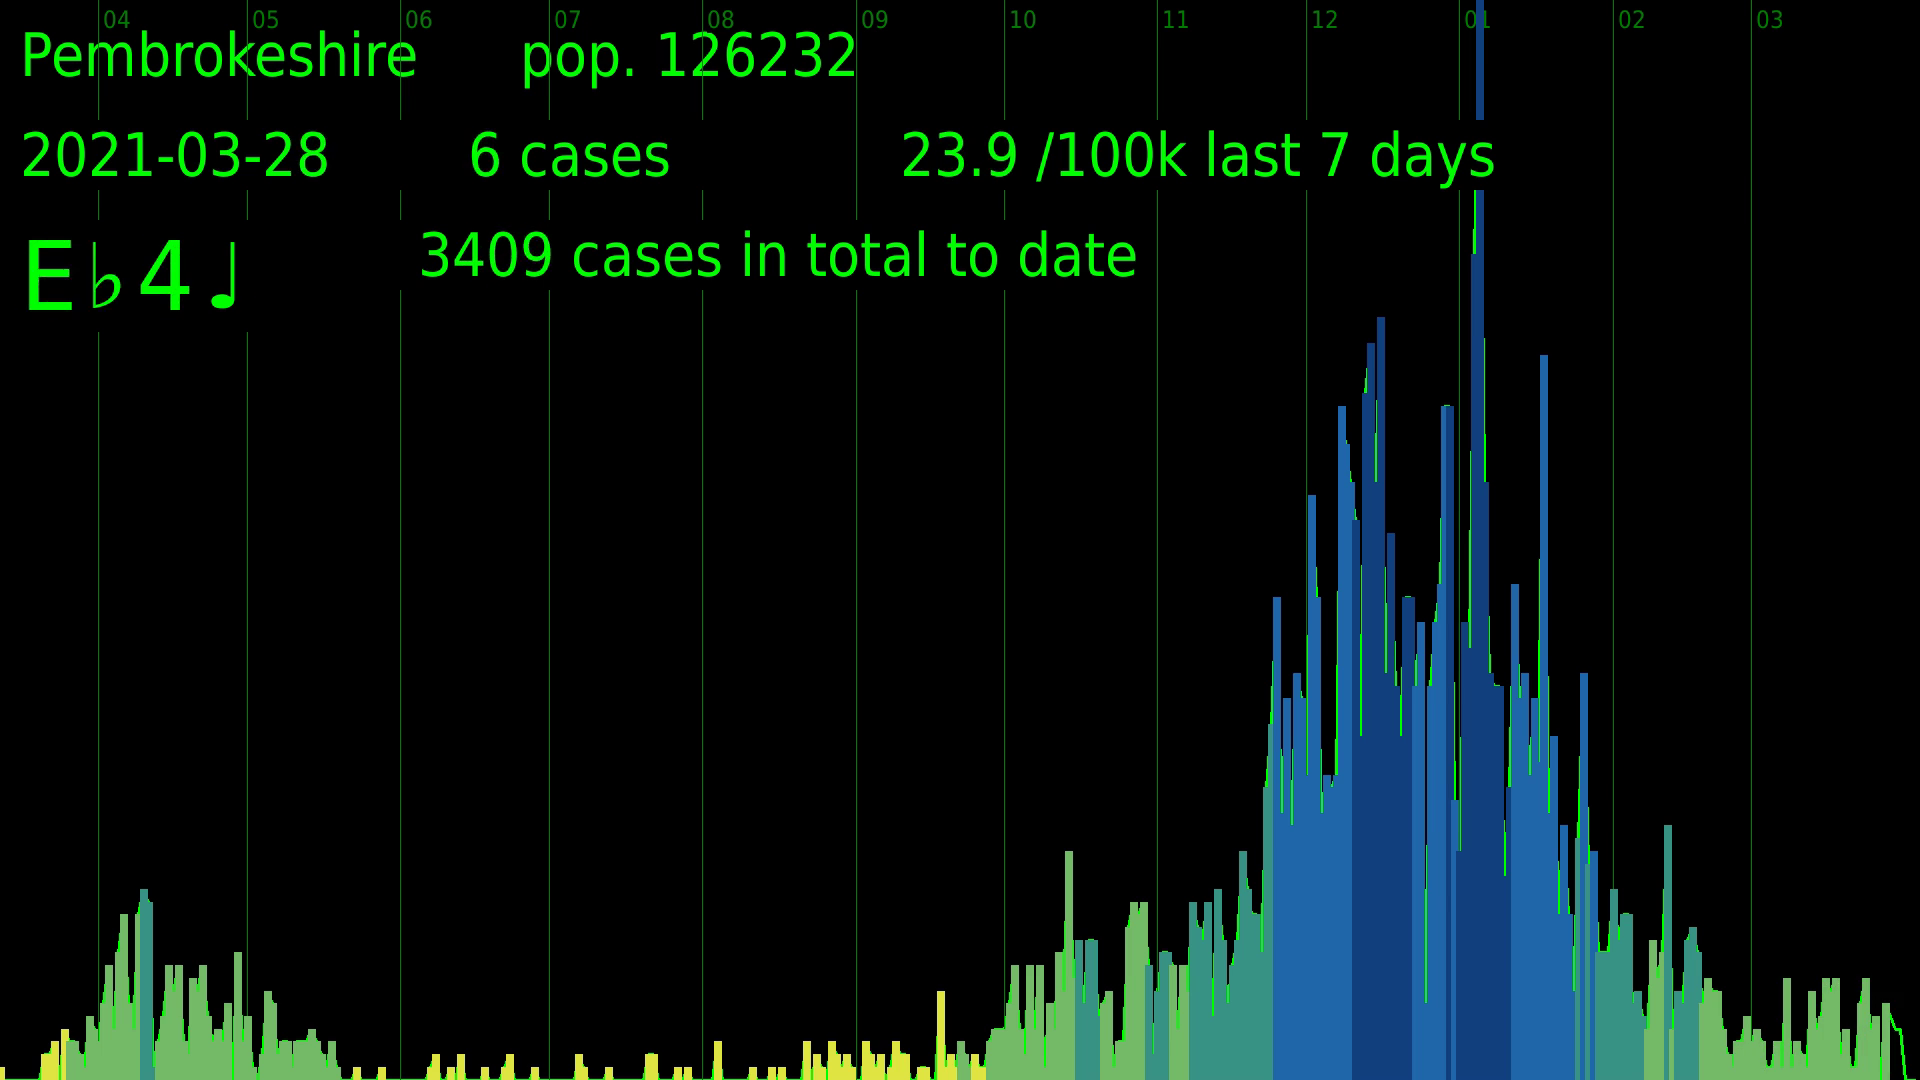 04 05 06 07 08 09 10 11 12 01 02 03
Pembrokeshire pop. 126232
2021-03-28 6 cases 23.9 /100k last 7 days
E♭4♩ 3409 cases in total to date